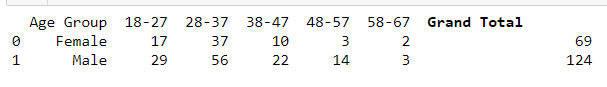 Age Group 18-27 28-37 38-47 48-57 58-67 Grand Total
0 Female 17 37 10 3 2 69
1 Male 29 56 22 14 3 124